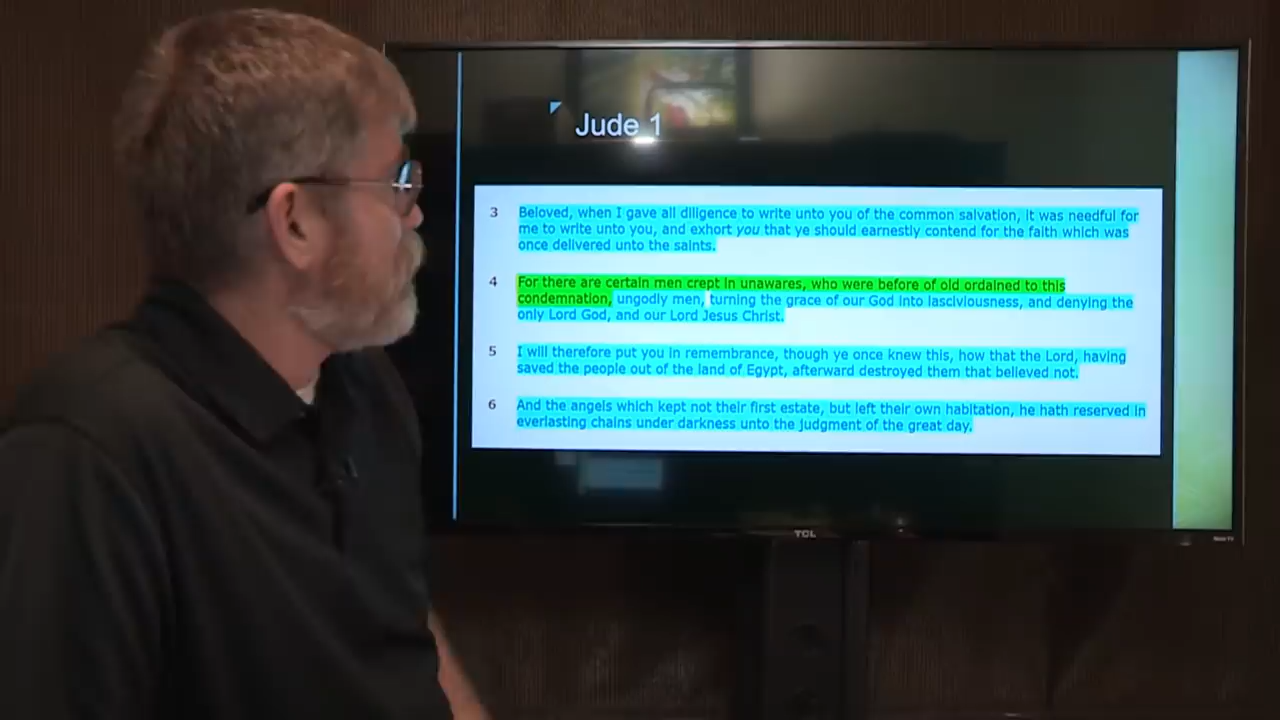 Jude 1
3 Beloved, when I gave all diligence to write unto you of the common salvation, it was needful for
me to write unto you, and exhort you that ye should earnestly contend for the faith which was
once delivered unto the saints.
4 For there are certain men crept in unawares, who were before of old ordained to this
condemnation, ungodly men, turning the grace of our God into lasciviousness, and denying the
only Lord God, and our Lord Jesus Christ.
5 I will therefore put you in remembrance, though ye once knew this, how that the Lord, having
saved the people out of the land of Egypt, afterward destroyed them that believed not.
6 And the angels which kept not their first estate, but left their own habitation, he hath reserved in
everlasting chains under darkness unto the judgment of the great day.
TCL